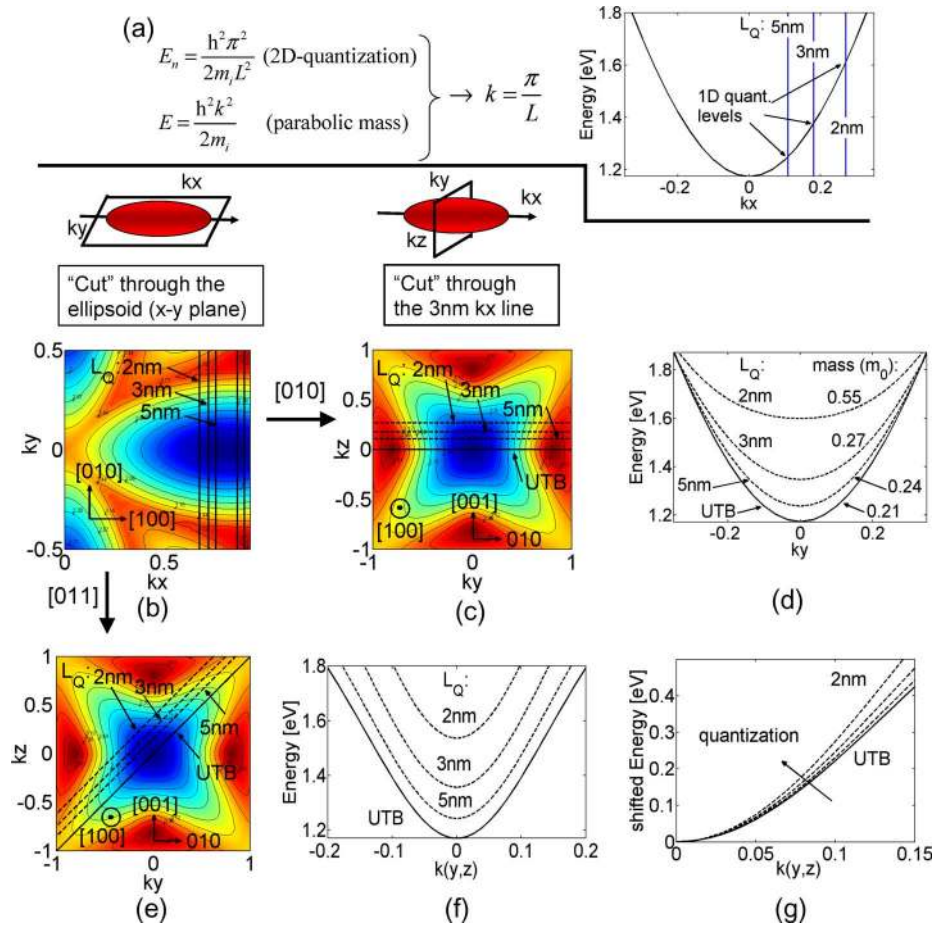 (a)
E_n = h²π² / 2m_iL² (2D-quantization)
E = h²k² / 2m_i (parabolic mass)
→ k = π / L
L_Q: 5nm
3nm
2nm
1D quant.
levels
Energy [eV]
1.8
1.6
1.4
1.2
-0.2 0 0.2
kx
kx
ky
ky
kx
kz
"Cut" through the
ellipsoid (x-y plane)
"Cut" through
the 3nm kx line
0.5
0
-0.5
ky
L_Q: 2nm
3nm
5nm
[010]
[100]
0 0.5
kx
(b)
[010]
[011]
1
0.5
0
-0.5
-1
kz
L_Q: 2nm
3nm
5nm
UTB
[001]
[100]
010
-1 0 1
ky
(c)
Energy [eV]
1.8
1.6
1.4
1.2
L_Q: mass (m_0):
2nm 0.55
3nm 0.27
5nm 0.24
UTB 0.21
-0.2 0 0.2
ky
(d)
1
0.5
0
-0.5
-1
kz
L_Q: 2nm
3nm
5nm
UTB
[001]
[100]
010
-1 0 1
ky
(e)
Energy [eV]
1.8
1.6
1.4
1.2
L_Q:
2nm
3nm
5nm
UTB
-0.2 -0.1 0 0.1 0.2
k(y,z)
(f)
shifted Energy [eV]
0.4
0.3
0.2
0.1
0
2nm
quantization
UTB
0 0.05 0.1 0.15
k(y,z)
(g)